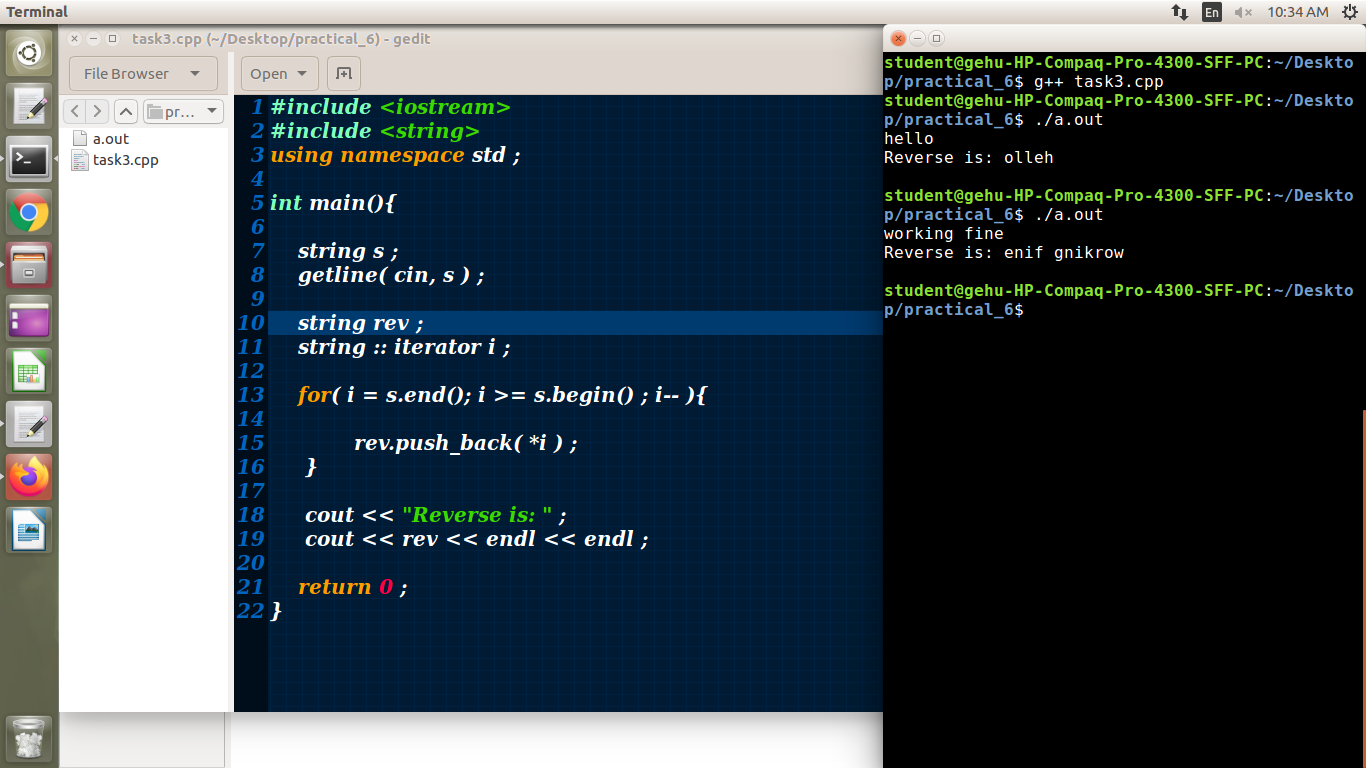 Terminal
En
10:34 AM
task3.cpp (~/Desktop/practical_6) - gedit
File Browser
Open
pr...
a.out
task3.cpp
1 #include <iostream>
2 #include <string>
3 using namespace std ;
4
5 int main(){
6
7 string s ;
8 getline( cin, s ) ;
9
10 string rev ;
11 string :: iterator i ;
12
13 for( i = s.end(); i >= s.begin() ; i-- ){
14
15 rev.push_back( *i ) ;
16 }
17
18 cout << "Reverse is: " ;
19 cout << rev << endl << endl ;
20
21 return 0 ;
22 }
student@gehu-HP-Compaq-Pro-4300-SFF-PC:~/Deskto
p/practical_6$ g++ task3.cpp
student@gehu-HP-Compaq-Pro-4300-SFF-PC:~/Deskto
p/practical_6$ ./a.out
hello
Reverse is: olleh
student@gehu-HP-Compaq-Pro-4300-SFF-PC:~/Deskto
p/practical_6$ ./a.out
working fine
Reverse is: enif gnikrow
student@gehu-HP-Compaq-Pro-4300-SFF-PC:~/Deskto
p/practical_6$